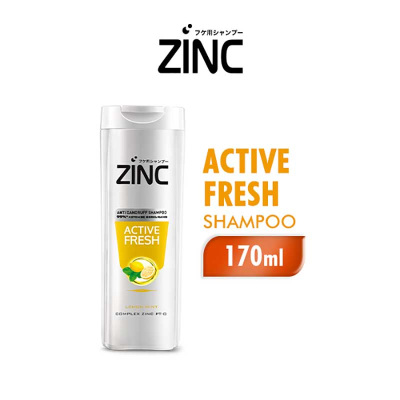 フケ用シャンプー
ZINC
ACTIVE
FRESH
SHAMPOO
170ml
フケ用シャンプー
ZINC
ANTI DANDRUFF SHAMPOO
ACTIVE
FRESH
COMPLEX ZINC PT-O